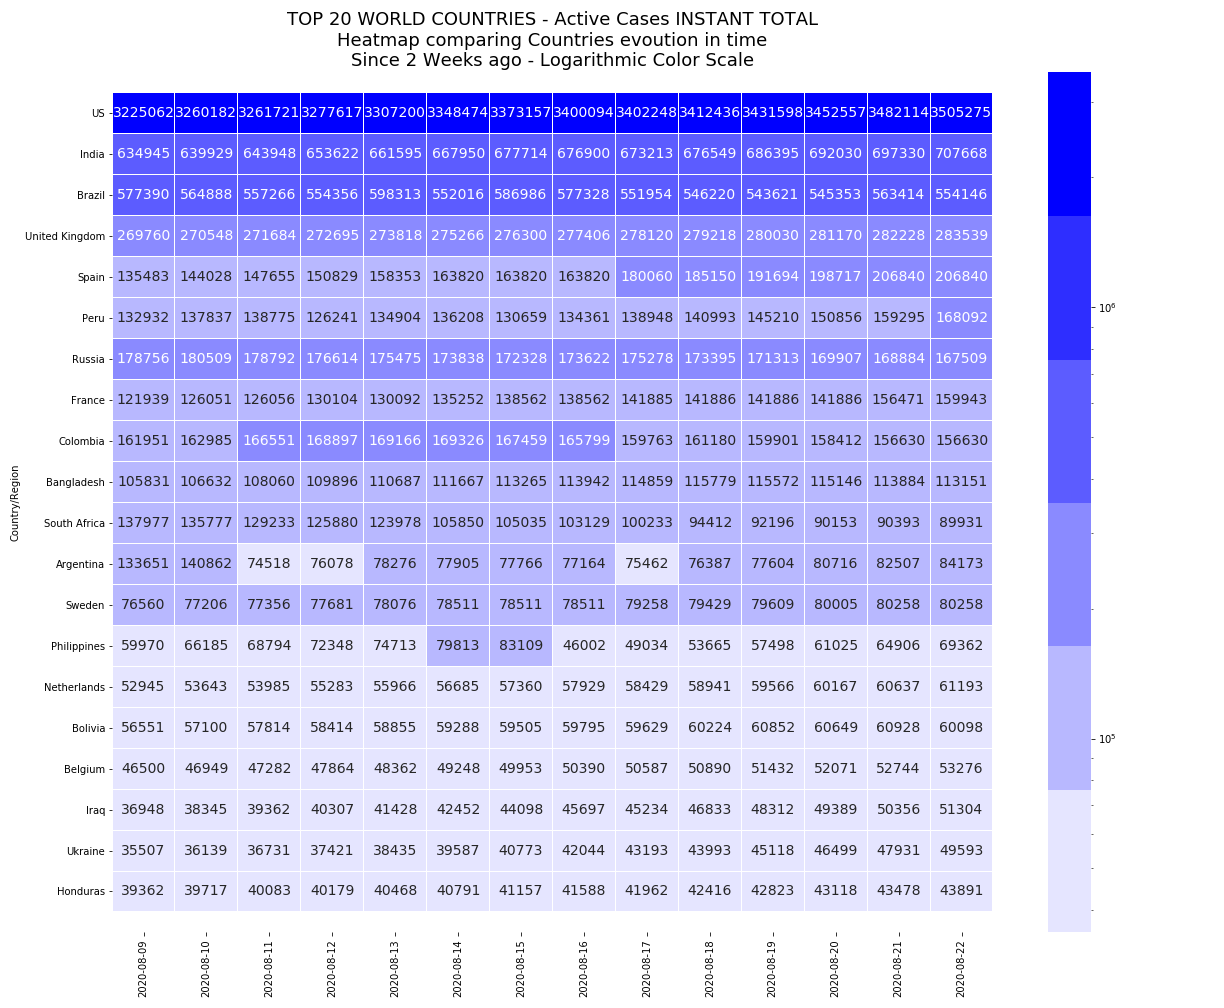 TOP 20 WORLD COUNTRIES - Active Cases INSTANT TOTAL
Heatmap comparing Countries evoution in time
Since 2 Weeks ago - Logarithmic Color Scale
US 3225062 3260182 3261721 3277617 3307200 3348474 3373157 3400094 3402248 3412436 3431598 3452557 3482114 3505275
India 634945 639929 643948 653622 661595 667950 677714 676900 673213 676549 686395 692030 697330 707668
Brazil 577390 564888 557266 554356 598313 552016 586986 577328 551954 546220 543621 545353 563414 554146
United Kingdom 269760 270548 271684 272695 273818 275266 276300 277406 278120 279218 280030 281170 282228 283539
Spain 135483 144028 147655 150829 158353 163820 163820 163820 180060 185150 191694 198717 206840 206840
Peru 132932 137837 138775 126241 134904 136208 130659 134361 138948 140993 145210 150856 159295 168092
Russia 178756 180509 178792 176614 175475 173838 172328 173622 175278 173395 171313 169907 168884 167509
France 121939 126051 126056 130104 130092 135252 138562 138562 141885 141886 141886 141886 156471 159943
Colombia 161951 162985 166551 168897 169166 169326 167459 165799 159763 161180 159901 158412 156630 156630
Bangladesh 105831 106632 108060 109896 110687 111667 113265 113942 114859 115779 115572 115146 113884 113151
South Africa 137977 135777 129233 125880 123978 105850 105035 103129 100233 94412 92196 90153 90393 89931
Argentina 133651 140862 74518 76078 78276 77905 77766 77164 75462 76387 77604 80716 82507 84173
Sweden 76560 77206 77356 77681 78076 78511 78511 78511 79258 79429 79609 80005 80258 80258
Philippines 59970 66185 68794 72348 74713 79813 83109 46002 49034 53665 57498 61025 64906 69362
Netherlands 52945 53643 53985 55283 55966 56685 57360 57929 58429 58941 59566 60167 60637 61193
Bolivia 56551 57100 57814 58414 58855 59288 59505 59795 59629 60224 60852 60649 60928 60098
Belgium 46500 46949 47282 47864 48362 49248 49953 50390 50587 50890 51432 52071 52744 53276
Iraq 36948 38345 39362 40307 41428 42452 44098 45697 45234 46833 48312 49389 50356 51304
Ukraine 35507 36139 36731 37421 38435 39587 40773 42044 43193 43993 45118 46499 47931 49593
Honduras 39362 39717 40083 40179 40468 40791 41157 41588 41962 42416 42823 43118 43478 43891
2020-08-09 2020-08-10 2020-08-11 2020-08-12 2020-08-13 2020-08-14 2020-08-15 2020-08-16 2020-08-17 2020-08-18 2020-08-19 2020-08-20 2020-08-21 2020-08-22
Country/Region
10⁶
10⁵